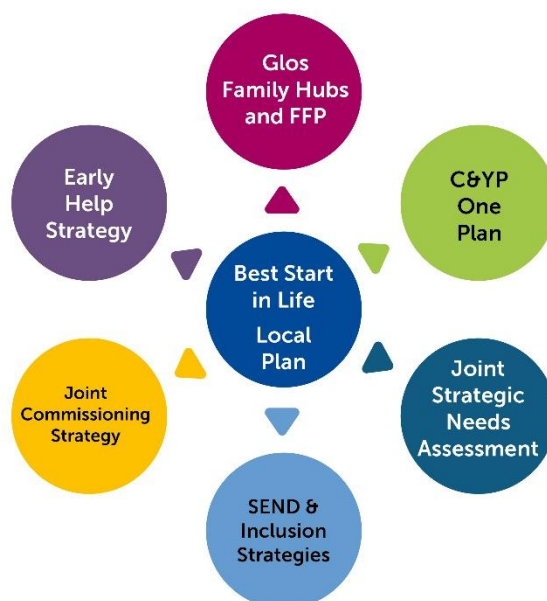 Glos
Family Hubs
and FFP
Early
Help
Strategy
C&YP
One
Plan
Best Start
in Life
Local
Plan
Joint
Commissioning
Strategy
Joint
Strategic
Needs
Assessment
SEND &
Inclusion
Strategies